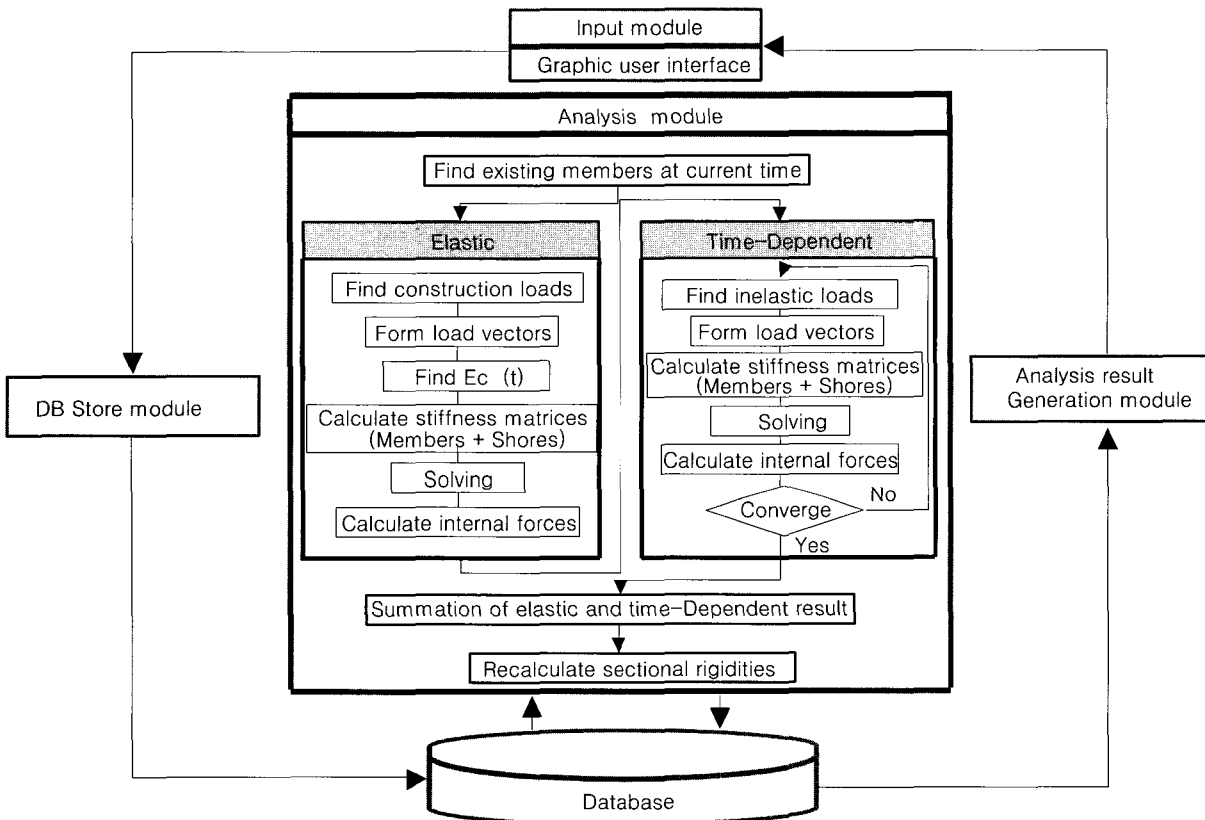 Input module
Graphic user interface
Analysis module
Find existing members at current time
Elastic
Find construction loads
Form load vectors
Find Ec (t)
Calculate stiffness matrices
(Members + Shores)
Solving
Calculate internal forces
Time-Dependent
Find inelastic loads
Form load vectors
Calculate stiffness matrices
(Members + Shores)
Solving
Calculate internal forces
Converge
No
Yes
Summation of elastic and time-Dependent result
Recalculate sectional rigidities
DB Store module
Analysis result
Generation module
Database